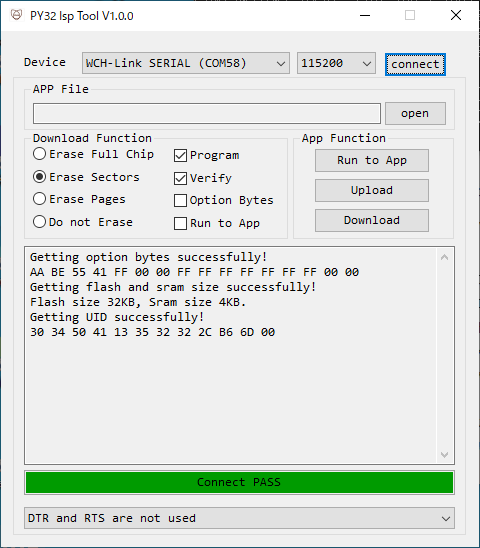 PY32 Isp Tool V1.0.0
Device WCH-Link SERIAL (COM58) 115200 connect
APP File
open
Download Function
Erase Full Chip Program
Erase Sectors Verify
Erase Pages Option Bytes
Do not Erase Run to App
App Function
Run to App
Upload
Download
Getting option bytes successfully!
AA BE 55 41 FF 00 00 FF FF FF FF FF FF FF 00 00
Getting flash and sram size successfully!
Flash size 32KB, Sram size 4KB.
Getting UID successfully!
30 34 50 41 13 35 32 32 2C B6 6D 00
Connect PASS
DTR and RTS are not used